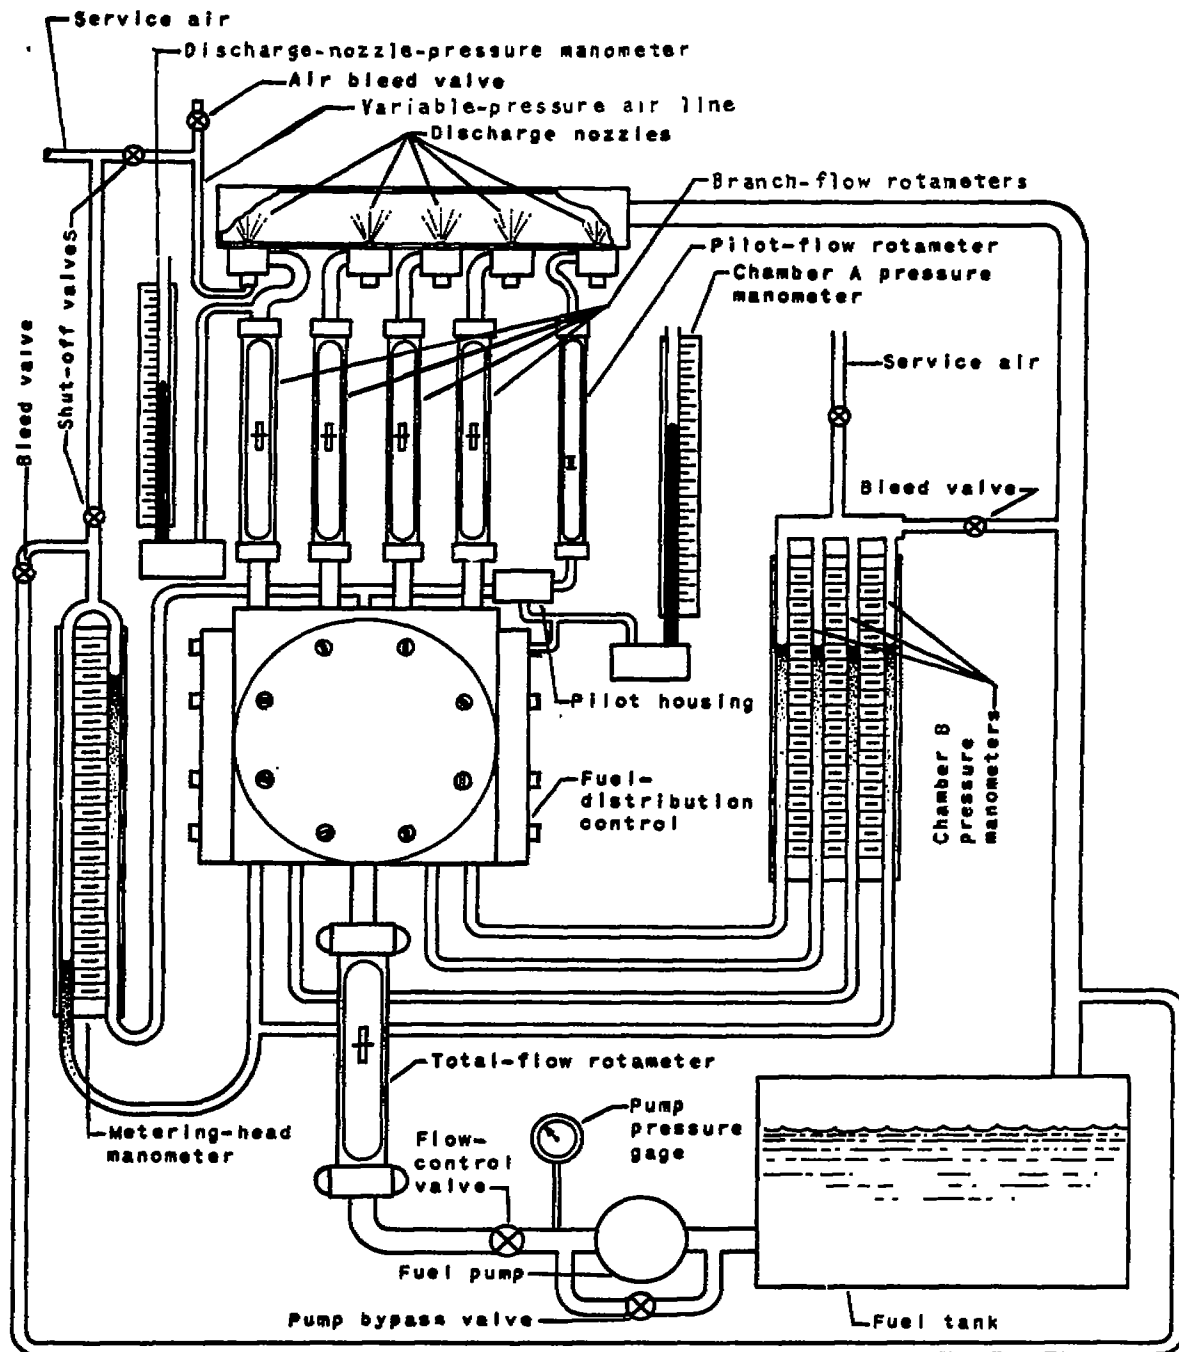 Service air
Discharge-nozzle-pressure manometer
Air bleed valve
Variable-pressure air line
Discharge nozzles
Branch-flow rotameters
Pilot-flow rotameter
Chamber A pressure
manometer
Shut-off valves
Bleed valve
Service air
Bleed valve
Pilot housing
Chamber B
pressure
manometers
Fuel-
distribution
control
Total-flow rotameter
Metering-head
manometer
Flow-
control
valve
Pump
pressure
gage
Fuel pump
Pump bypass valve
Fuel tank